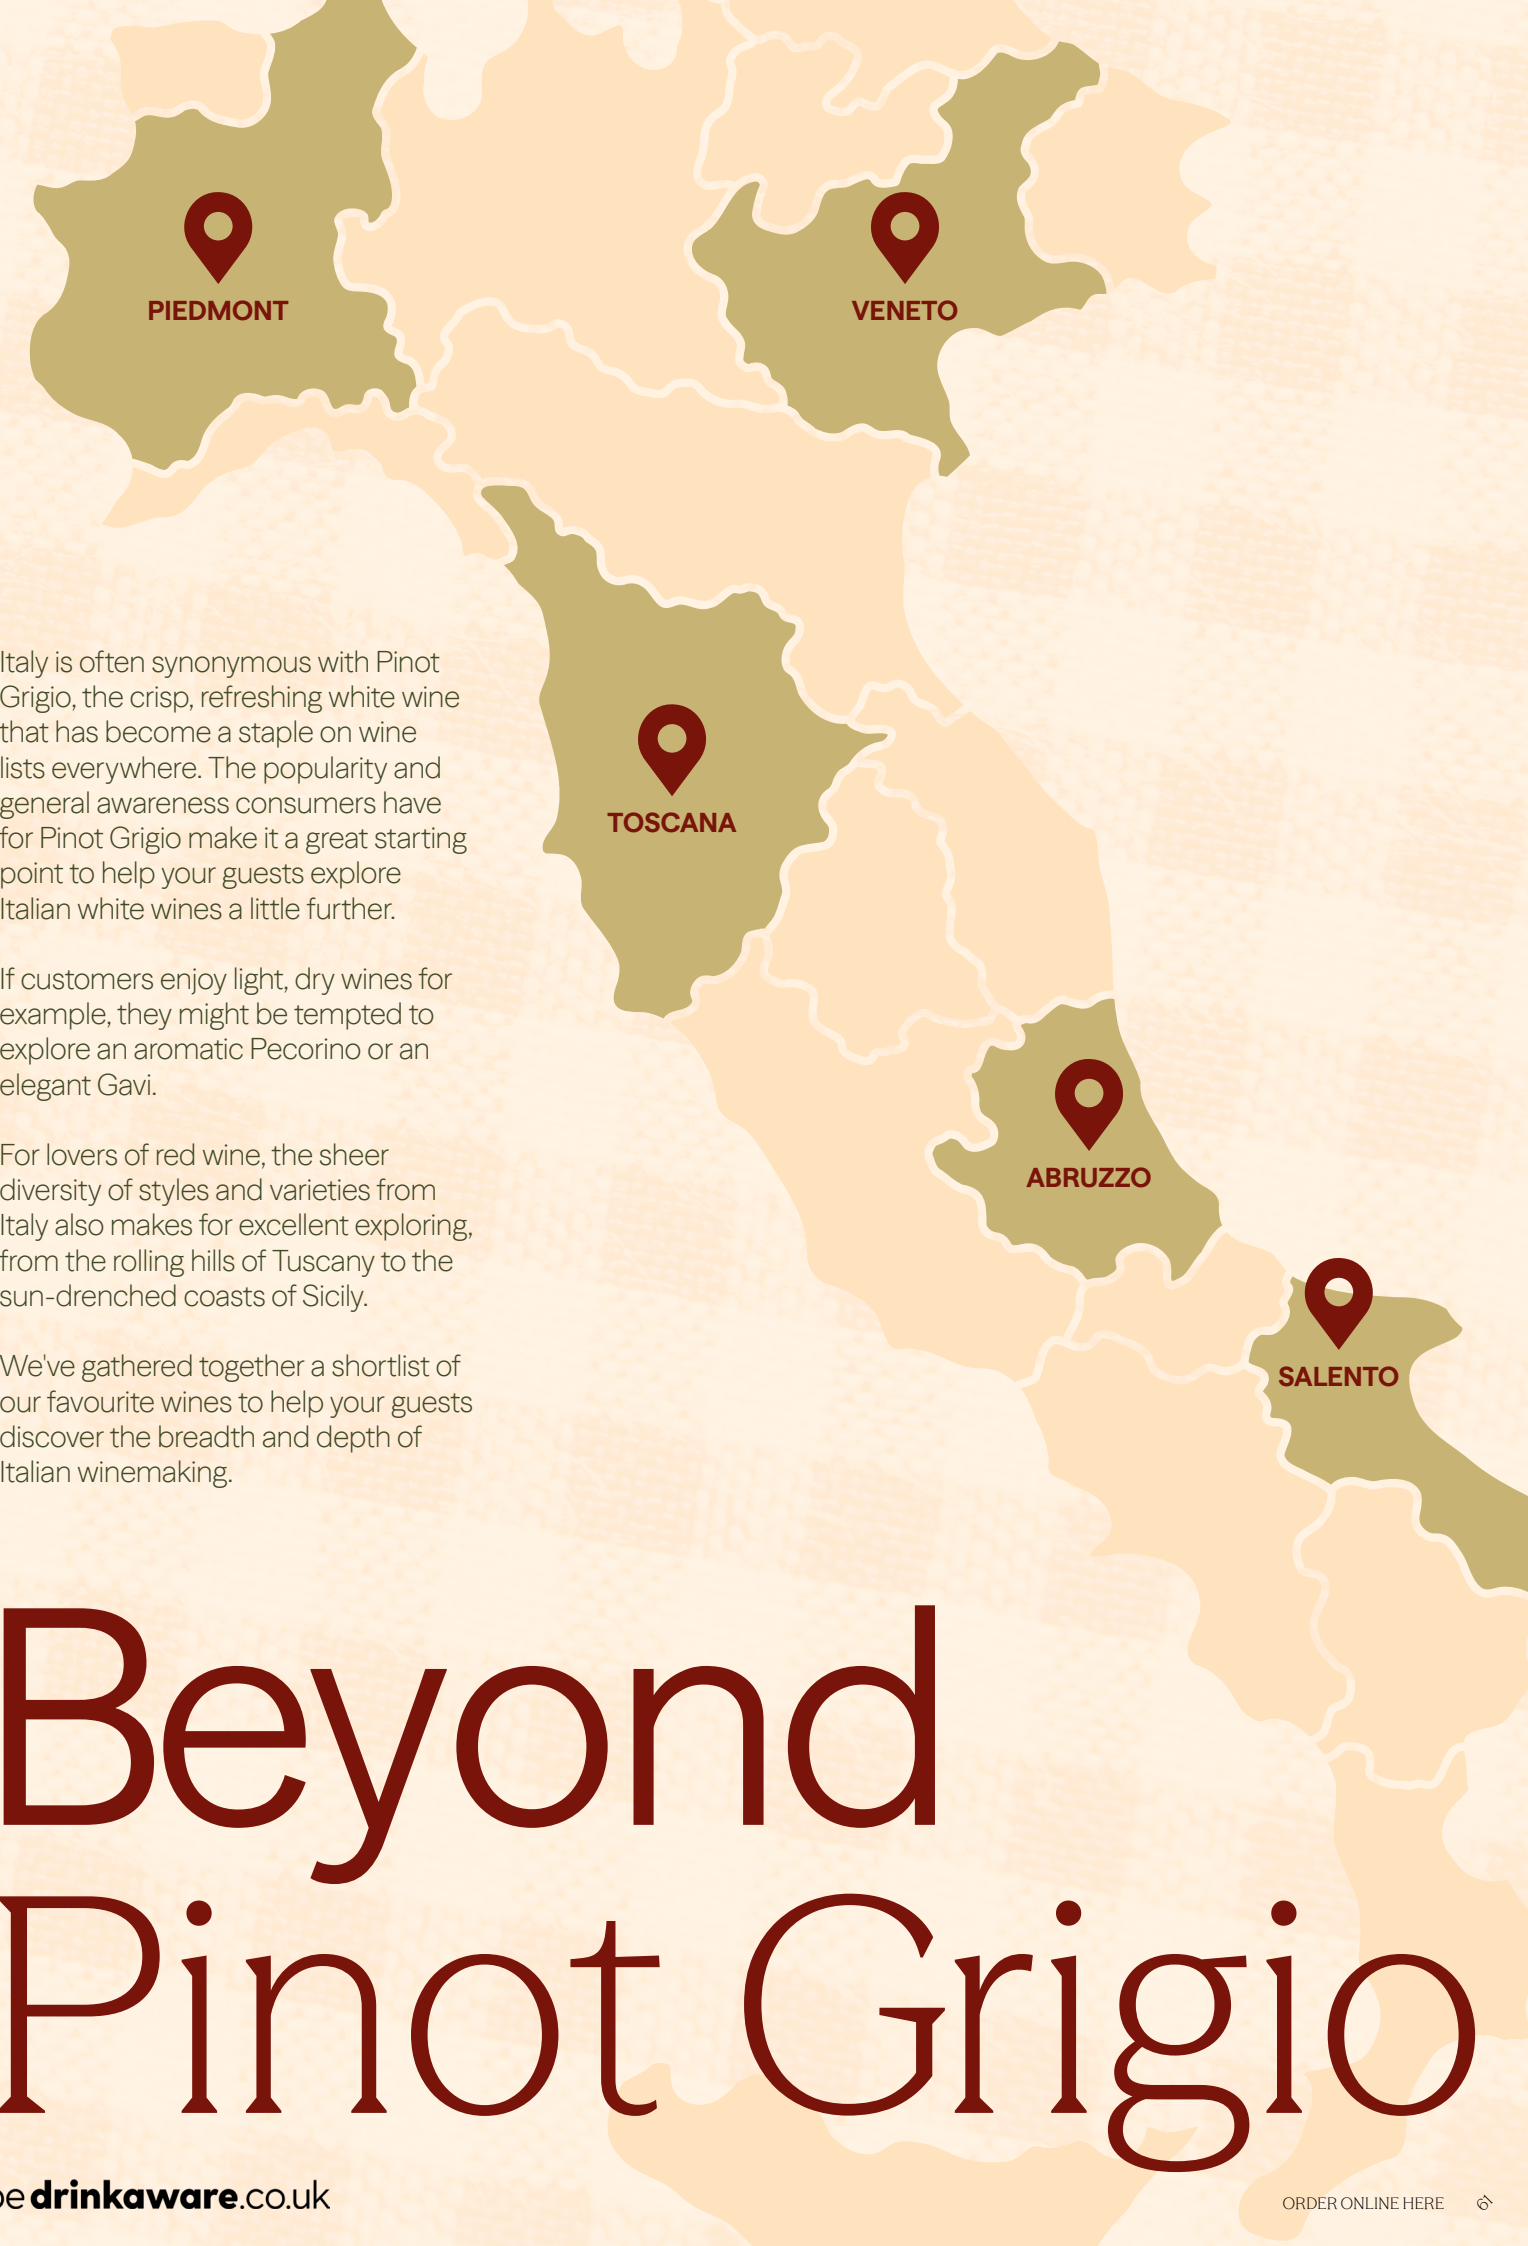 PIEDMONT
VENETO
TOSCANA
ABRUZZO
SALENTO
Italy is often synonymous with Pinot
Grigio, the crisp, refreshing white wine
that has become a staple on wine
lists everywhere. The popularity and
general awareness consumers have
for Pinot Grigio make it a great starting
point to help your guests explore
Italian white wines a little further.
If customers enjoy light, dry wines for
example, they might be tempted to
explore an aromatic Pecorino or an
elegant Gavi.
For lovers of red wine, the sheer
diversity of styles and varieties from
Italy also makes for excellent exploring,
from the rolling hills of Tuscany to the
sun-drenched coasts of Sicily.
We've gathered together a shortlist of
our favourite wines to help your guests
discover the breadth and depth of
Italian winemaking.
Beyond
Pinot Grigio
be drinkaware.co.uk
ORDER ONLINE HERE
61